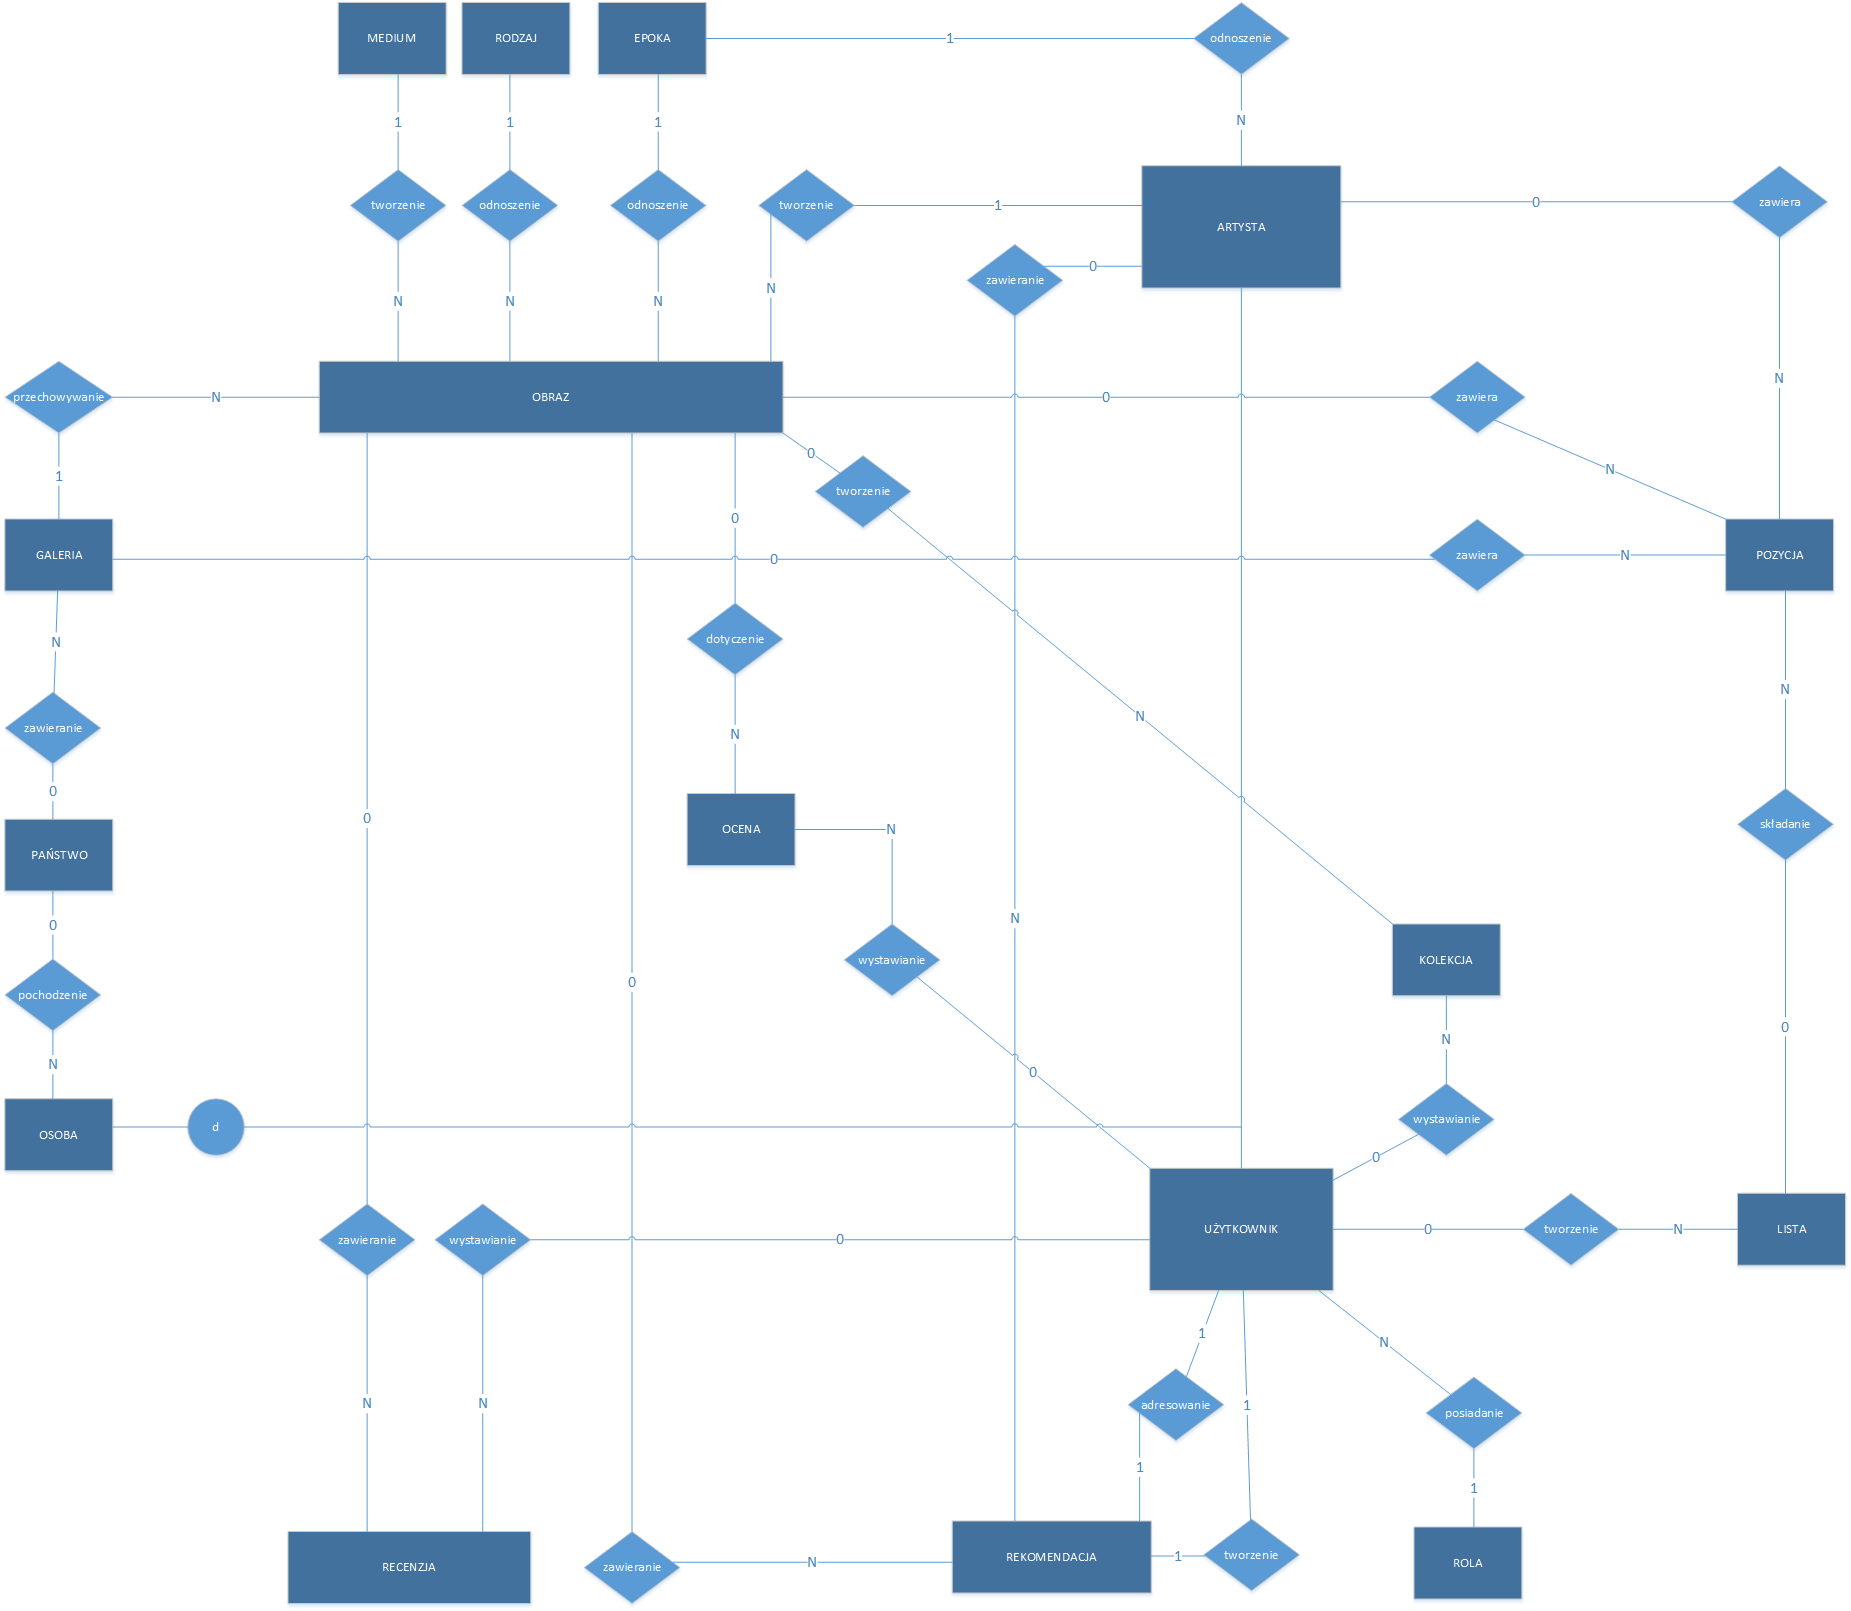 MEDIUM
RODZAJ
EPOKA
1
odnoszenie
1
1
1
N
tworzenie
odnoszenie
odnoszenie
tworzenie
1
ARTYSTA
0
zawiera
zawieranie
0
N
N
N
N
N
przechowywanie
N
OBRAZ
0
zawiera
0
N
1
tworzenie
0
GALERIA
0
zawiera
N
POZYCJA
N
dotyczenie
N
N
zawieranie
N
0
0
OCENA
N
składanie
PAŃSTWO
0
N
0
wystawianie
KOLEKCJA
pochodzenie
0
0
N
N
0
OSOBA
d
wystawianie
0
zawieranie
wystawianie
0
UŻYTKOWNIK
0
tworzenie
N
LISTA
1
N
N
N
adresowanie
1
posiadanie
1
1
RECENZJA
zawieranie
N
REKOMENDACJA
1
tworzenie
ROLA